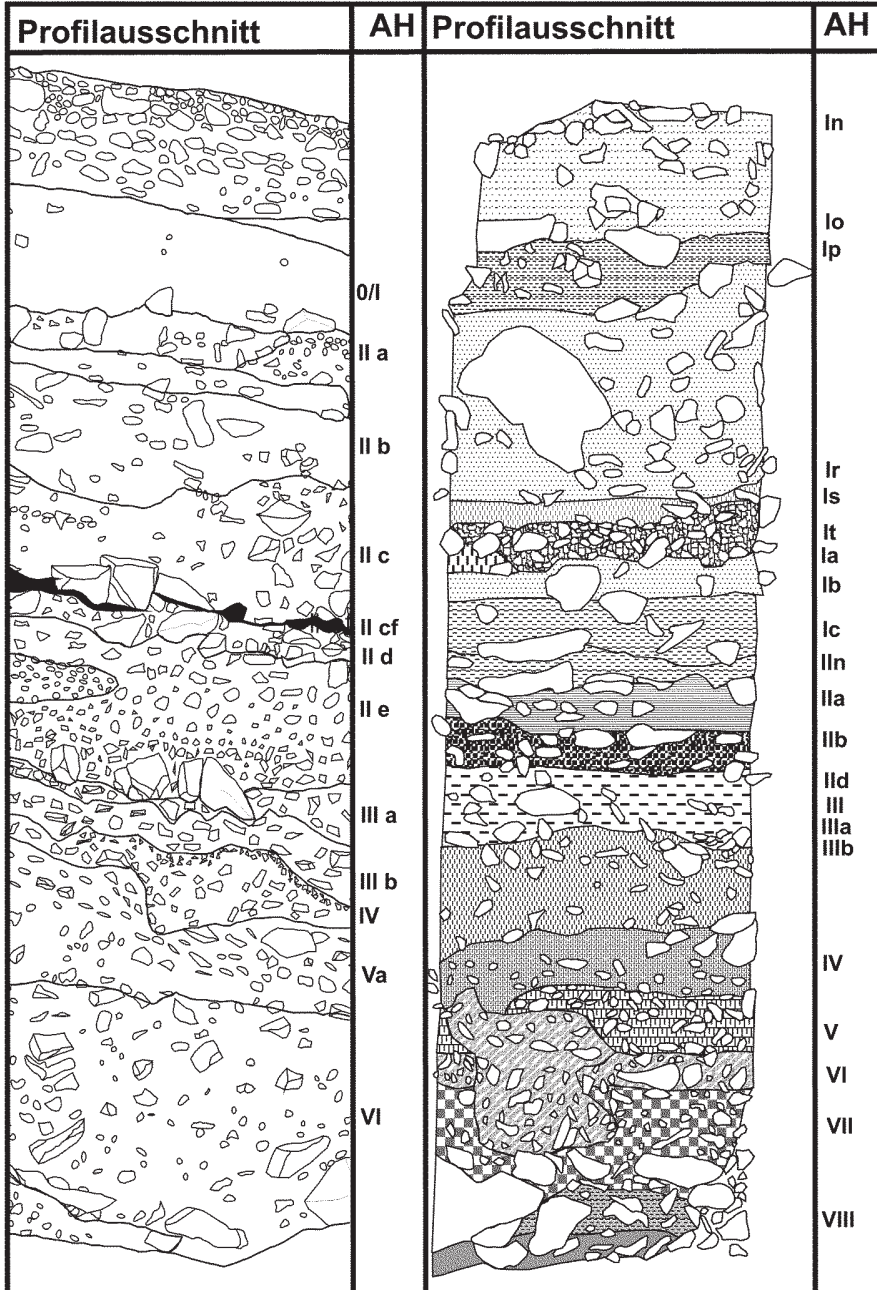 Profilausschnitt AH Profilausschnitt AH
0/I
II a
II b
II c
II cf
II d
II e
III a
III b
IV
Va
VI
In
Io
Ip
Ir
Is
It
Ia
Ib
Ic
IIn
IIa
IIb
IId
III
IIIa
IIIb
IV
V
VI
VII
VIII